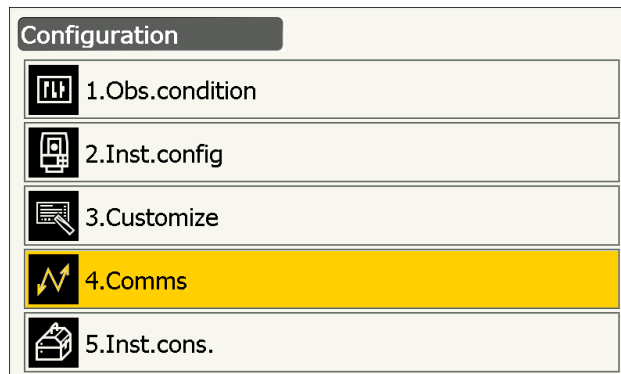 Configuration
1.Obs.condition
2.Inst.config
3.Customize
4.Comms
5.Inst.cons.